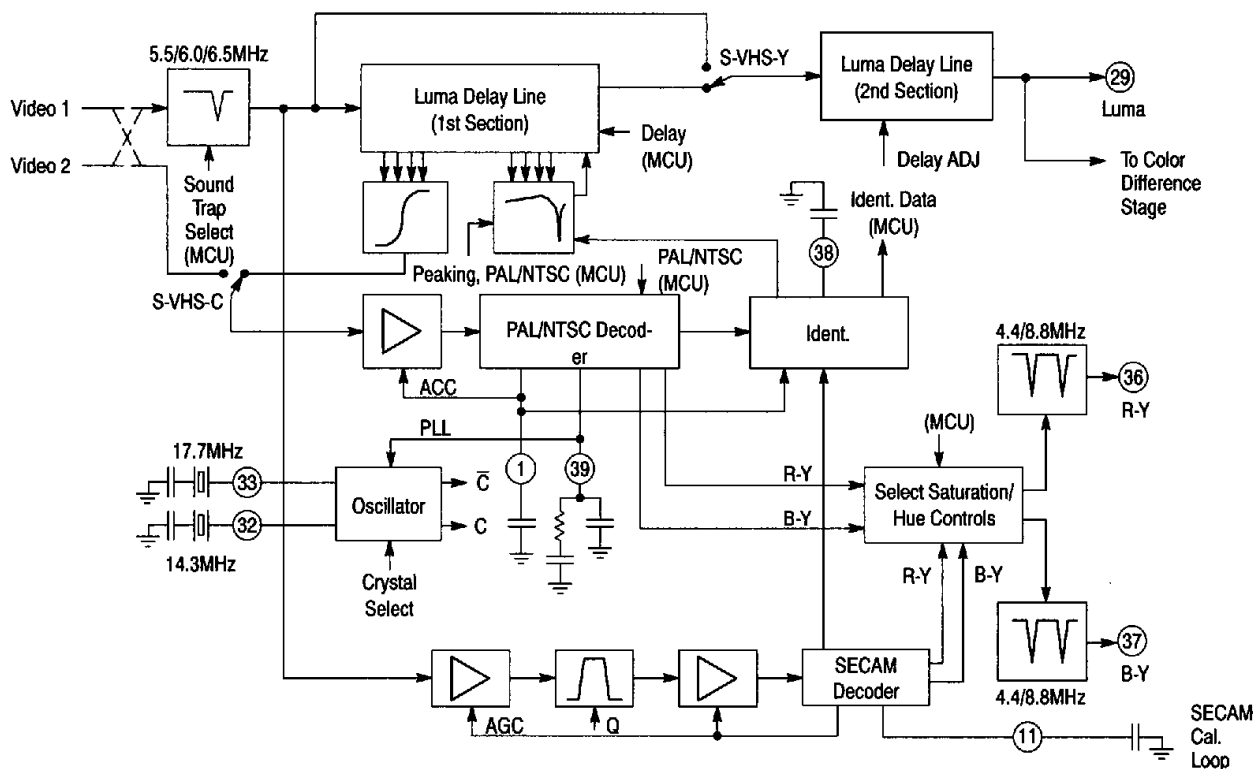 5.5/6.0/6.5MHz
Video 1
Video 2
Sound
Trap
Select
(MCU)
Luma Delay Line
(1st Section)
S-VHS-Y
Luma Delay Line
(2nd Section)
29
Luma
Delay
(MCU)
Delay ADJ
To Color
Difference
Stage
Ident. Data
(MCU)
38
Peaking, PAL/NTSC (MCU)
PAL/NTSC
(MCU)
S-VHS-C
PAL/NTSC Decod-
er
Ident.
ACC
4.4/8.8MHz
36
R-Y
(MCU)
PLL
17.7MHz
33
32
14.3MHz
Oscillator
C̅
C
Crystal
Select
1
39
R-Y
B-Y
Select Saturation/
Hue Controls
R-Y
B-Y
37
B-Y
4.4/8.8MHz
AGC
Q
SECAM
Decoder
11
SECAM
Cal.
Loop